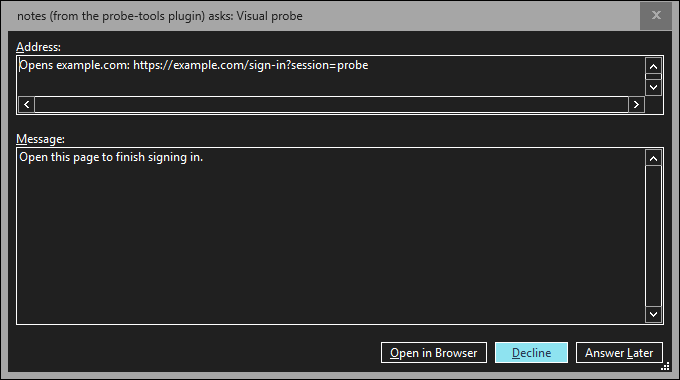 notes (from the probe-tools plugin) asks: Visual probe
Address:
Opens example.com: https://example.com/sign-in?session=probe
Message:
Open this page to finish signing in.
Open in Browser
Decline
Answer Later